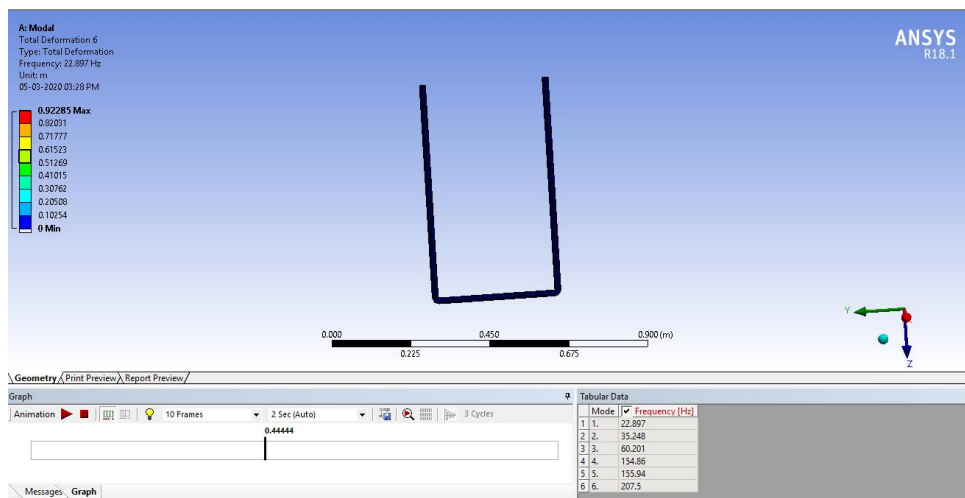 A: Modal
Total Deformation 6
Type: Total Deformation
Frequency: 22.897 Hz
Unit: m
05-03-2020 03:28 PM
0.92285 Max
0.82031
0.71777
0.61523
0.51269
0.41015
0.30762
0.20508
0.10254
0 Min
ANSYS
R18.1
0.000 0.450 0.900 (m)
0.225 0.675
Y
Z
Geometry Print Preview Report Preview
Graph
Animation 10 Frames 2 Sec (Auto) 3 Cycles
0.44444
Messages Graph
Tabular Data
Mode Frequency [Hz]
1 1. 22.897
2 2. 35.248
3 3. 60.201
4 4. 154.86
5 5. 155.94
6 6. 207.5